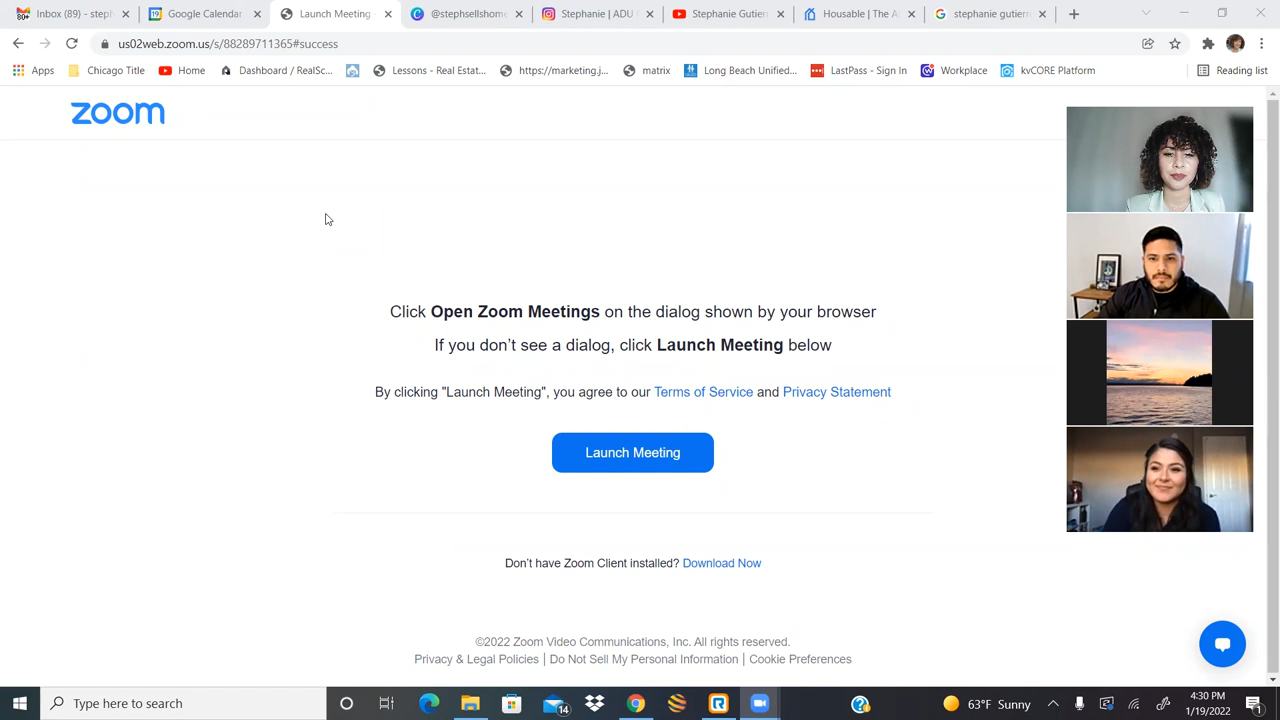 80+
Inbox (89) - steph
19
Google Calendar
Launch Meeting
@stephsellshome
Stephanie | ADU
Stephanie Gutier
Housable | The A
stephanie gutier
us02web.zoom.us/s/88289711365#success
Apps
Chicago Title
Home
Dashboard / RealSc...
Lessons - Real Estat...
https://marketing.j...
matrix
Long Beach Unified...
LastPass - Sign In
Workplace
kvCORE Platform
Reading list
zoom
Click Open Zoom Meetings on the dialog shown by your browser
If you don't see a dialog, click Launch Meeting below
By clicking "Launch Meeting", you agree to our Terms of Service and Privacy Statement
Launch Meeting
Don't have Zoom Client installed? Download Now
©2022 Zoom Video Communications, Inc. All rights reserved.
Privacy & Legal Policies | Do Not Sell My Personal Information | Cookie Preferences
Type here to search
14
63°F Sunny
4:30 PM
1/19/2022
1